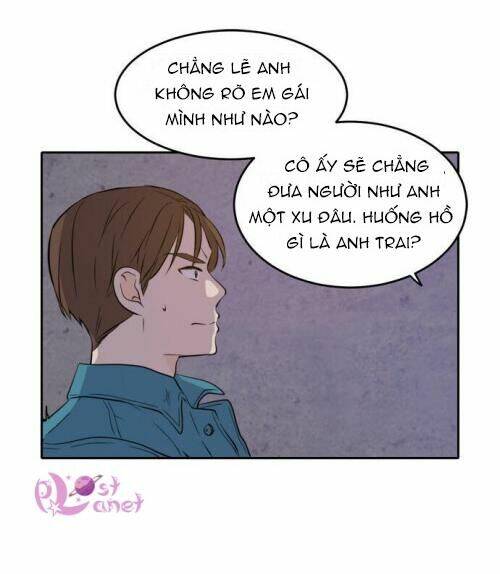 CHẲNG LẼ ANH
KHÔNG RÕ EM GÁI
MÌNH NHƯ NÀO?
CÔ ẤY SẼ CHẲNG
ĐƯA NGƯỜI NHƯ ANH
MỘT XU ĐÂU. HUỐNG HỒ
GÌ LÀ ANH TRAI?
Lost
Planet